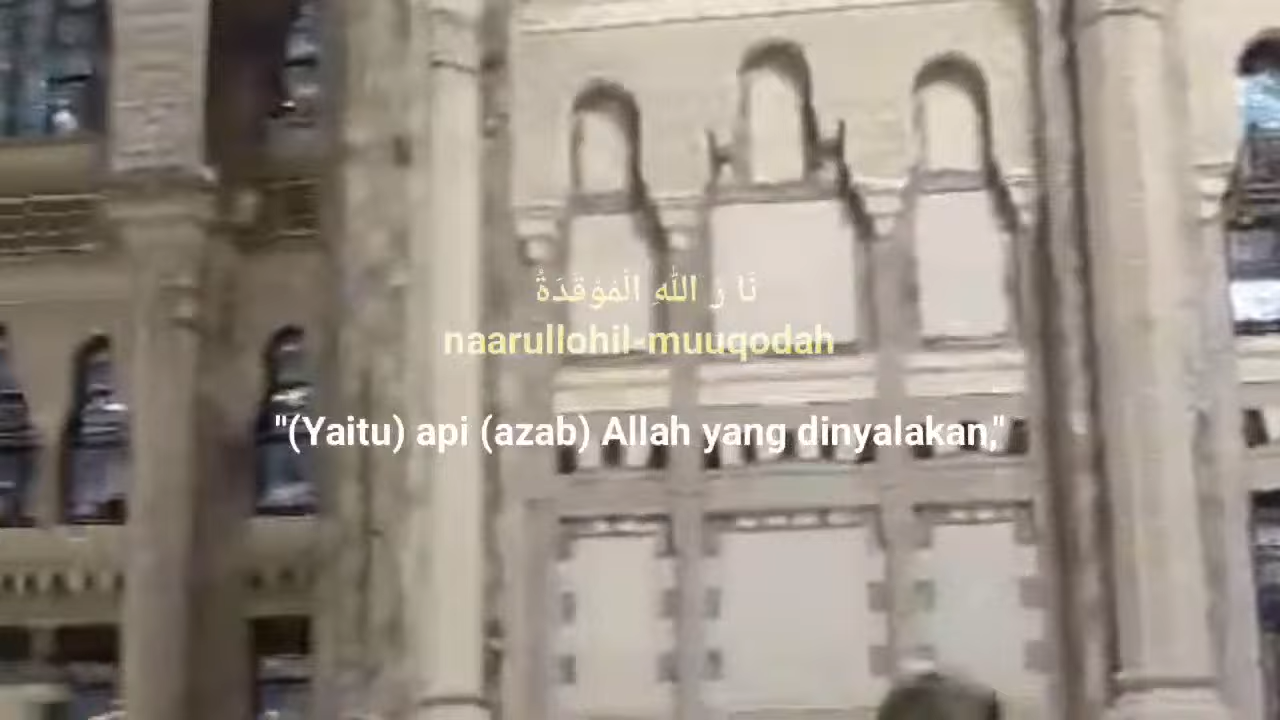 نَا رُ اللّٰهِ الْمُوْقَدَةُ
naarullohil-muuqodah
"(Yaitu) api (azab) Allah yang dinyalakan,"